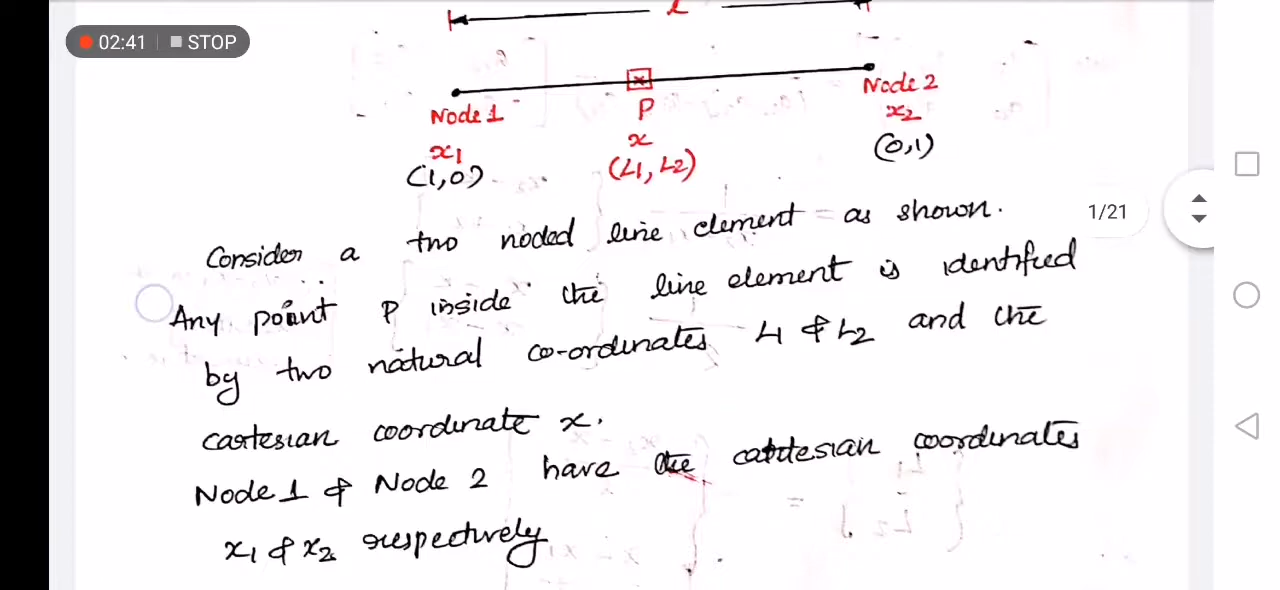 l
02:41 STOP
Node 1
P
Node 2
x1
x
x2
(1,0)
(L1, L2)
(0,1)
Consider a two noded line element as shown.
1/21
Any point P inside the line element is identified
by two natural co-ordinates L1 & L2 and the
cartesian coordinate x.
Node 1 & Node 2 have the cartesian coordinates
x1 & x2 respectively